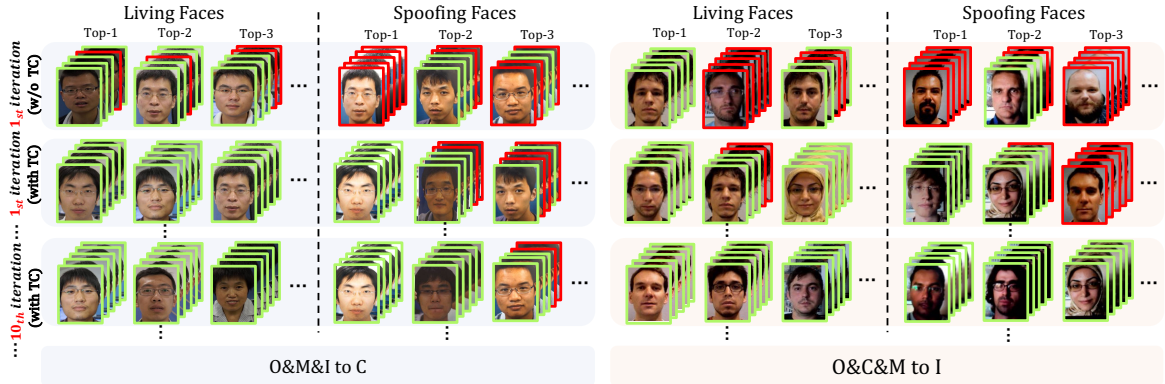 Living Faces
Spoofing Faces
Living Faces
Spoofing Faces
Top-1 Top-2 Top-3
Top-1 Top-2 Top-3
Top-1 Top-2 Top-3
Top-1 Top-2 Top-3
1st iteration
(w/o TC)
...
...
...
...
1st iteration
(with TC)
...
...
...
...
... 10th iteration ...
(with TC)
...
...
...
...
O&M&I to C
O&C&M to I